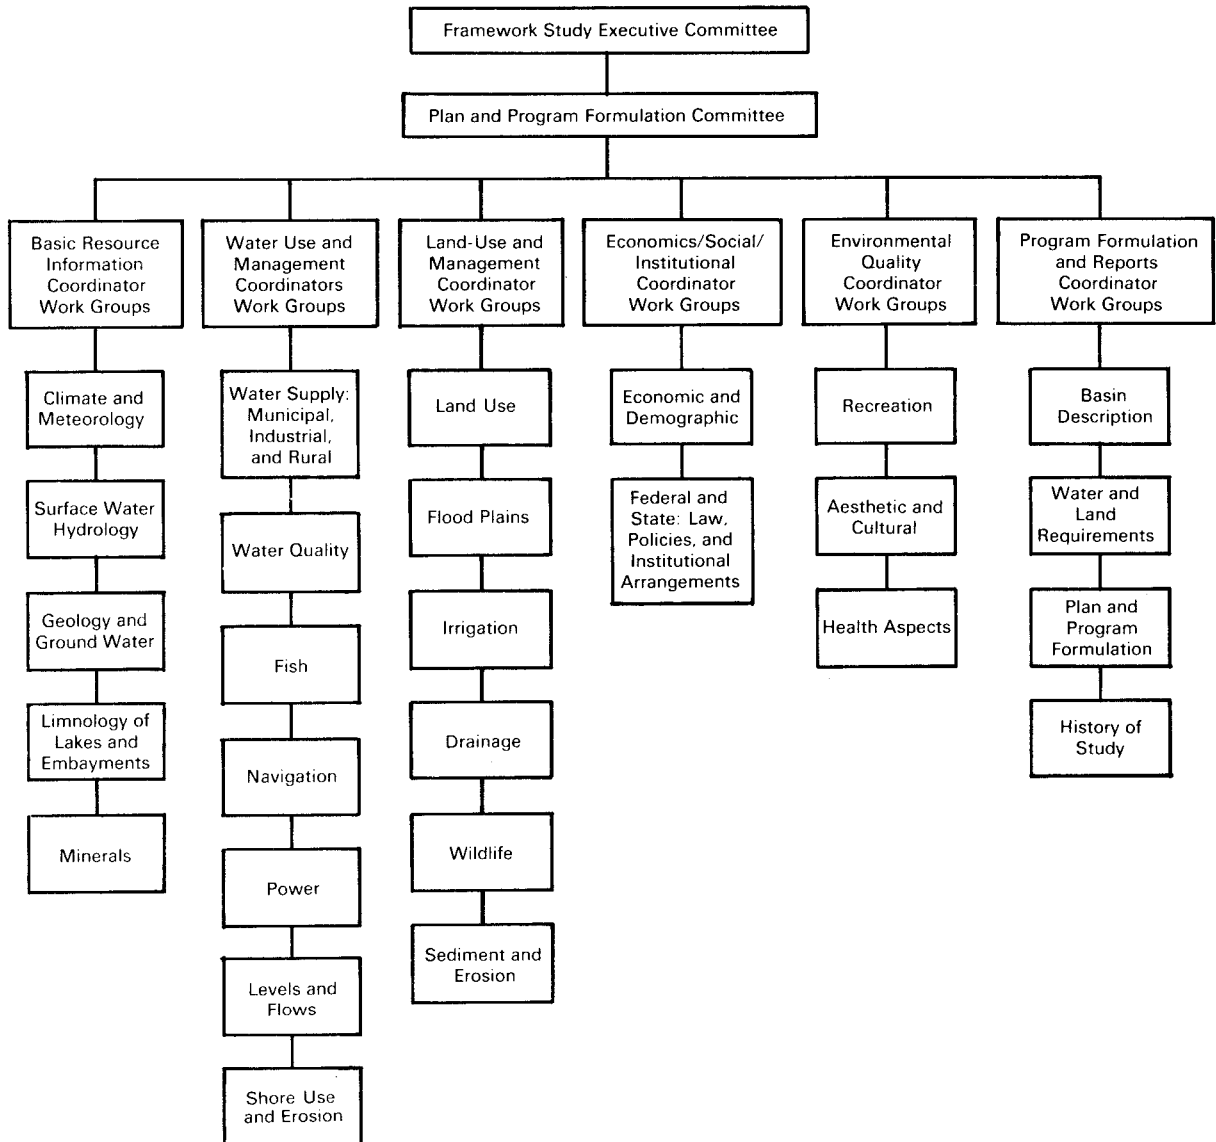 Framework Study Executive Committee
Plan and Program Formulation Committee
Basic Resource
Information
Coordinator
Work Groups
Climate and
Meteorology
Surface Water
Hydrology
Geology and
Ground Water
Limnology of
Lakes and
Embayments
Minerals
Water Use and
Management
Coordinators
Work Groups
Water Supply:
Municipal,
Industrial,
and Rural
Water Quality
Fish
Navigation
Power
Levels and
Flows
Shore Use
and Erosion
Land-Use and
Management
Coordinator
Work Groups
Land Use
Flood Plains
Irrigation
Drainage
Wildlife
Sediment and
Erosion
Economics/Social/
Institutional
Coordinator
Work Groups
Economic and
Demographic
Federal and
State: Law,
Policies, and
Institutional
Arrangements
Environmental
Quality
Coordinator
Work Groups
Recreation
Aesthetic and
Cultural
Health Aspects
Program Formulation
and Reports
Coordinator
Work Groups
Basin
Description
Water and
Land
Requirements
Plan and
Program
Formulation
History of
Study